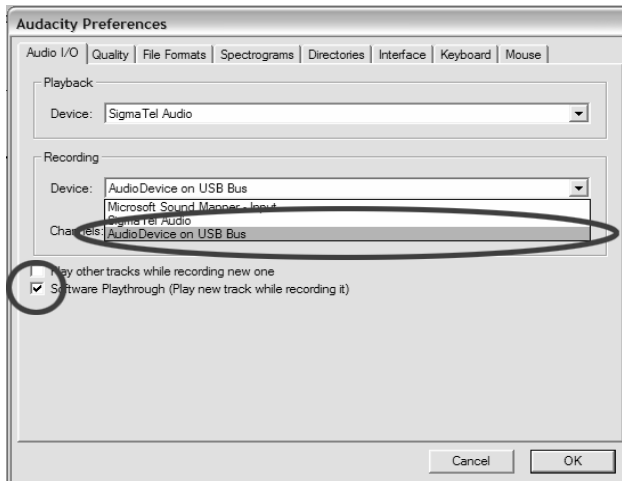 Audacity Preferences
Audio I/O Quality File Formats Spectrograms Directories Interface Keyboard Mouse
Playback
Device: SigmaTel Audio
Recording
Device: AudioDevice on USB Bus
Microsoft Sound Mapper - Input
SigmaTel Audio
Channels: AudioDevice on USB Bus
Play other tracks while recording new one
Software Playthrough (Play new track while recording it)
Cancel OK